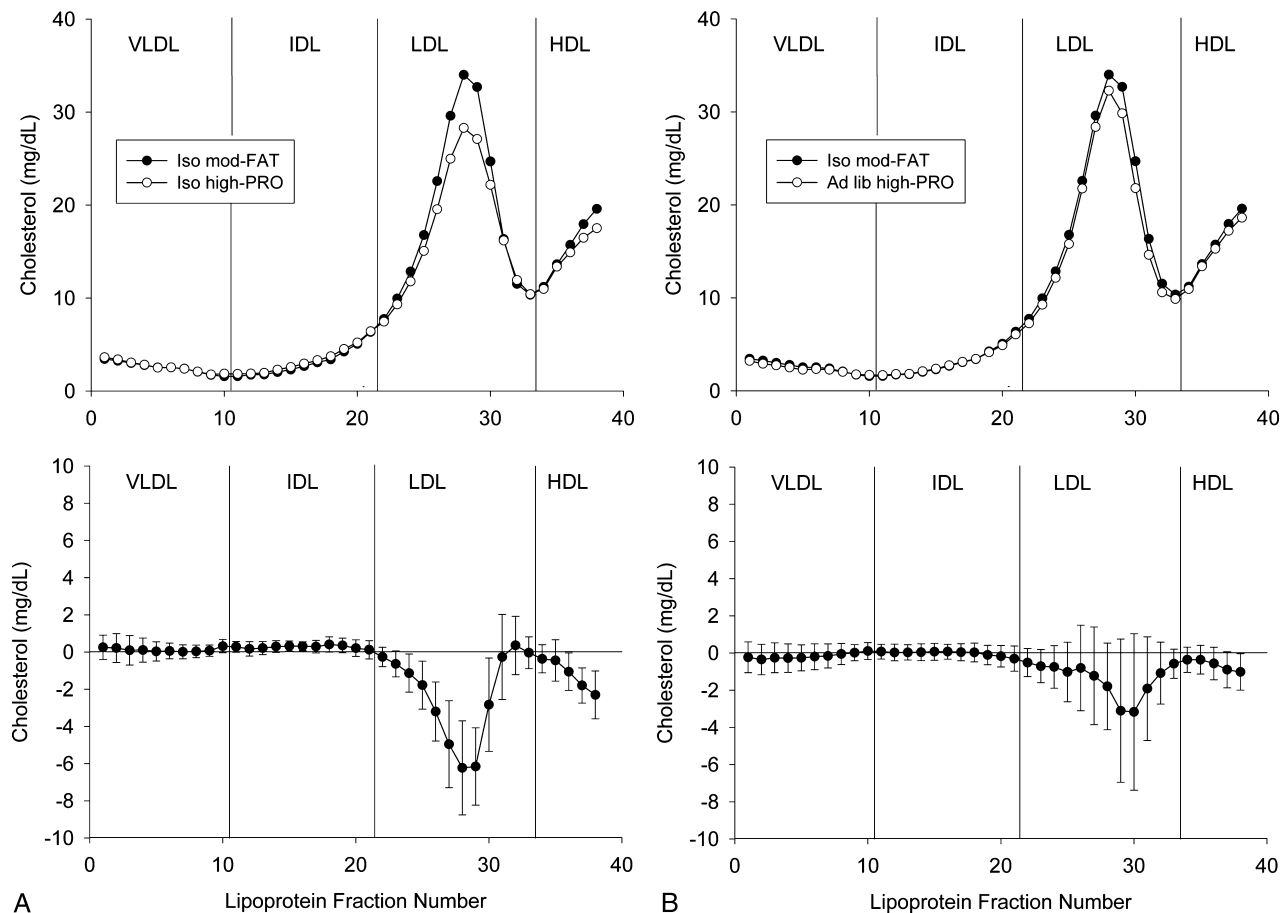 40
30
20
10
0
Cholesterol (mg/dL)
VLDL IDL LDL HDL
Iso mod-FAT
Iso high-PRO
0 10 20 30 40
40
30
20
10
0
Cholesterol (mg/dL)
VLDL IDL LDL HDL
Iso mod-FAT
Ad lib high-PRO
0 10 20 30 40
10
8
6
4
2
0
-2
-4
-6
-8
-10
Cholesterol (mg/dL)
VLDL IDL LDL HDL
0 10 20 30 40
A Lipoprotein Fraction Number
10
8
6
4
2
0
-2
-4
-6
-8
-10
Cholesterol (mg/dL)
VLDL IDL LDL HDL
0 10 20 30 40
B Lipoprotein Fraction Number